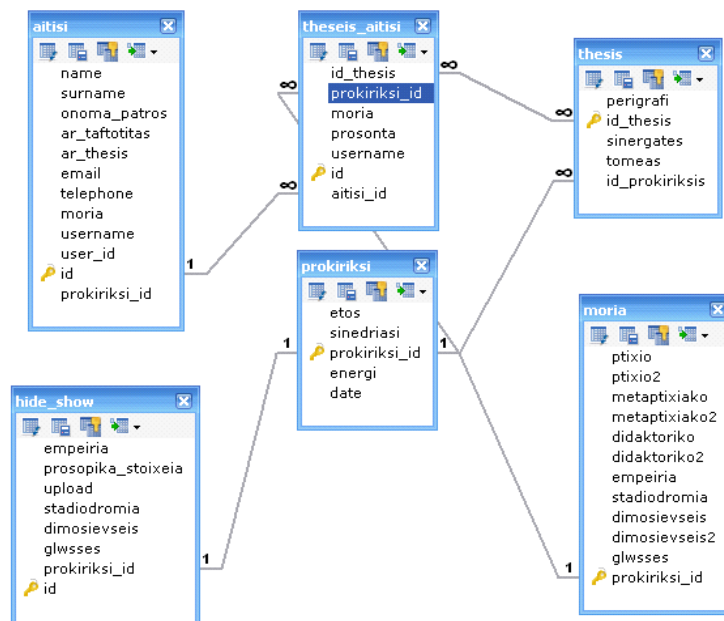 aitisi
name
surname
onoma_patros
ar_taftotitas
ar_thesis
email
telephone
moria
username
user_id
id
prokiriksi_id
theseis_aitisi
id_thesis
prokiriksi_id
moria
prosonta
username
id
aitisi_id
thesis
perigrafi
id_thesis
sinergates
tomeas
id_prokiriksis
prokiriksi
etos
sinedriasi
prokiriksi_id
energi
date
hide_show
empeiria
prosopika_stoixeia
upload
stadiodromia
dimosievseis
glwsses
prokiriksi_id
id
moria
ptixio
ptixio2
metaptixiako
metaptixiako2
didaktoriko
didaktoriko2
empeiria
stadiodromia
dimosievseis
dimosievseis2
glwsses
prokiriksi_id
1
∞
∞
∞
∞
∞
1
1
1
1